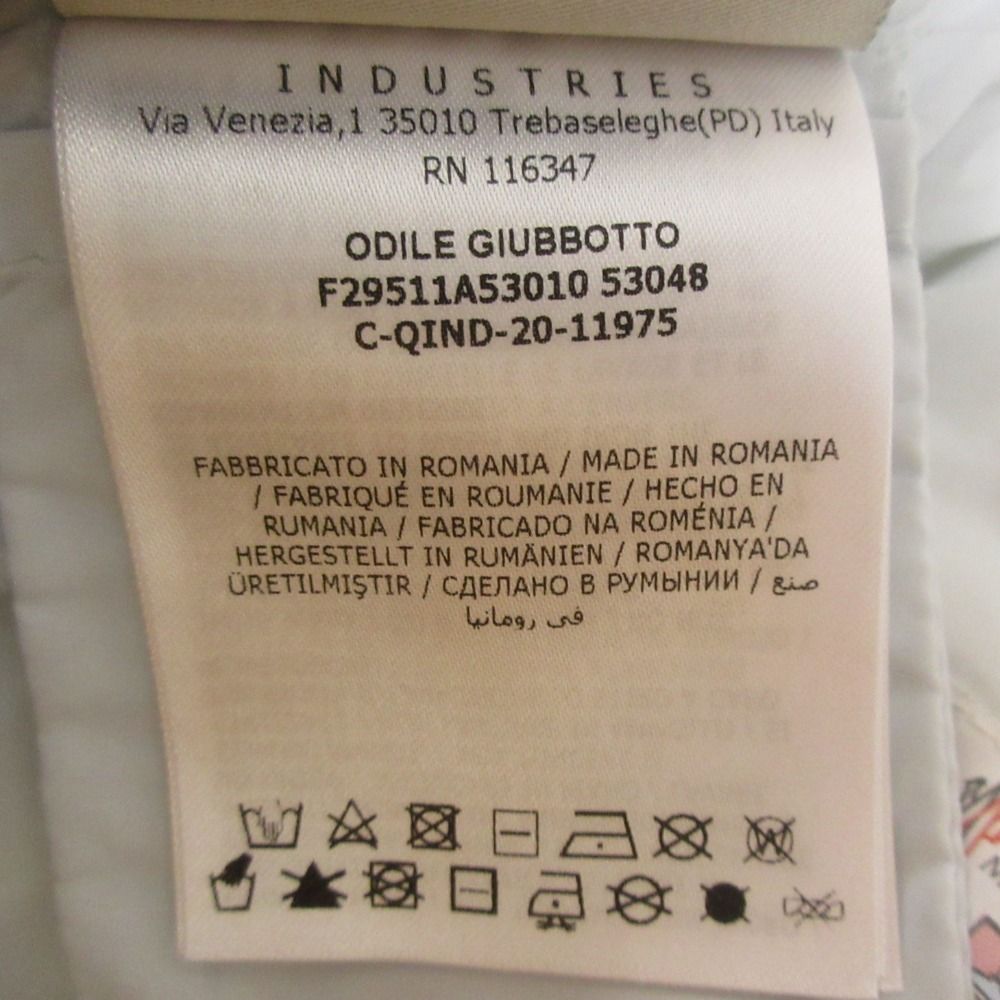 INDUSTRIES
Via Venezia,1 35010 Trebaseleghe(PD) Italy
RN 116347
ODILE GIUBBOTTO
F29511A53010 53048
C-QIND-20-11975
FABBRICATO IN ROMANIA / MADE IN ROMANIA
/ FABRIQUÉ EN ROUMANIE / HECHO EN
RUMANIA / FABRICADO NA ROMÉNIA /
HERGESTELLT IN RUMÄNIEN / ROMANYA'DA
ÜRETILMIŞTIR / СДЕЛАНО В РУМЫНИИ / صنع
في رومانيا